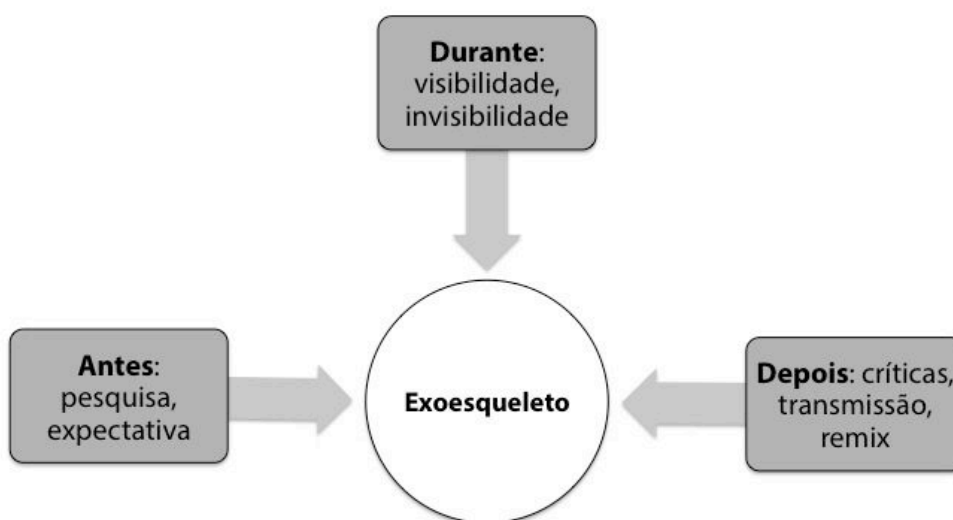 Durante:
visibilidade,
invisibilidade
Antes:
pesquisa,
expectativa
Exoesqueleto
Depois: críticas,
transmissão,
remix